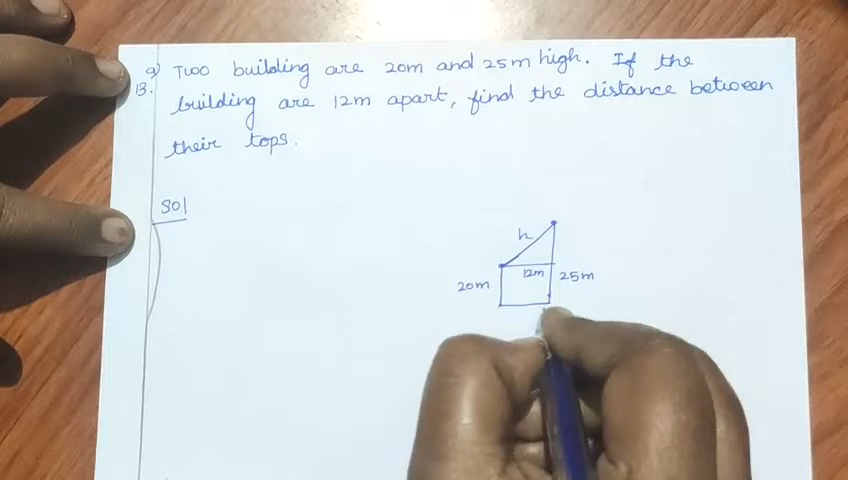 Q Two building are 20m and 25m high. If the
13. building are 12m apart, find the distance between
their tops.
Sol
h
12m
20m
25m